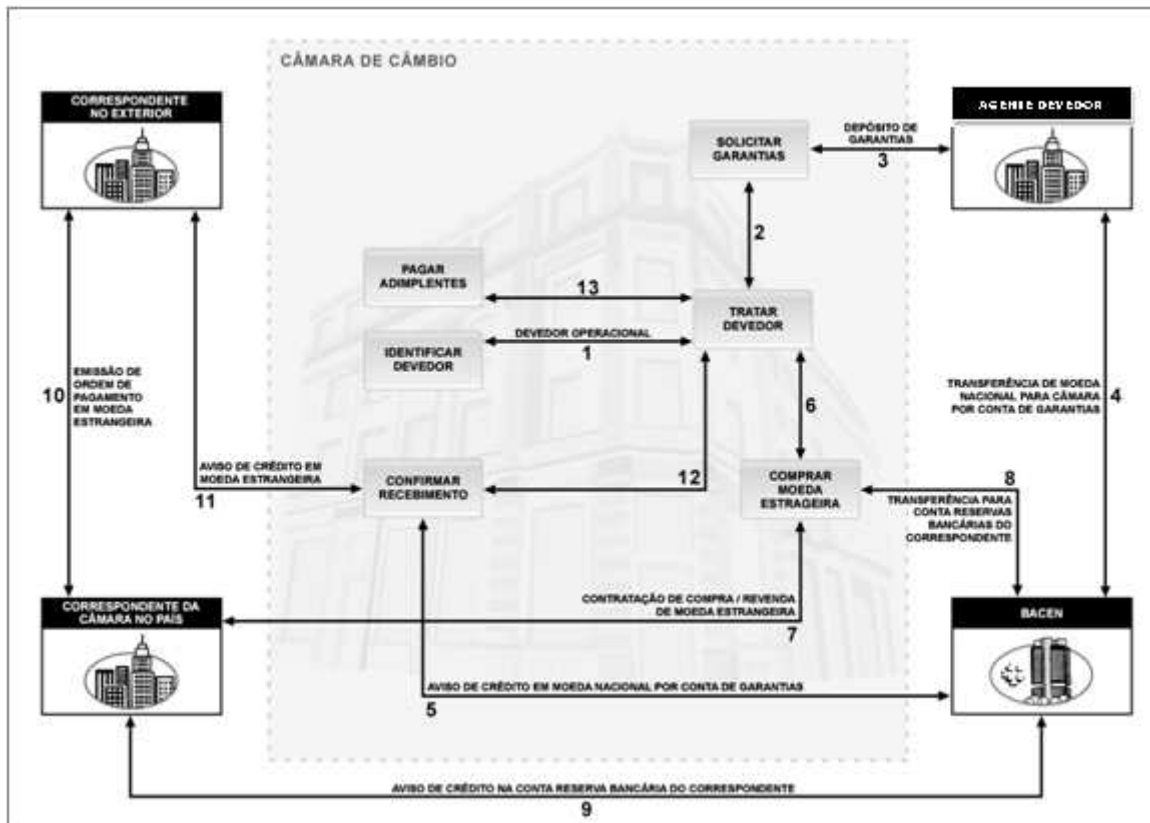 CÂMARA DE CÂMBIO
CORRESPONDENTE
NO EXTERIOR
AGENTE DEVEDOR
SOLICITAR
GARANTIAS
DEPÓSITO DE
GARANTIAS
3
2
PAGAR
ADIMPLENTES
13
TRATAR
DEVEDOR
DEVEDOR OPERACIONAL
1
IDENTIFICAR
DEVEDOR
10
EMISSÃO DE
ORDEM DE
PAGAMENTO
EM MOEDA
ESTRANGEIRA
6
TRANSFERÊNCIA DE MOEDA
NACIONAL PARA CÂMARA
POR CONTA DE GARANTIAS
4
AVISO DE CRÉDITO EM
MOEDA ESTRANGEIRA
11
CONFIRMAR
RECEBIMENTO
12
COMPRAR
MOEDA
ESTRAGEIRA
8
TRANSFERÊNCIA PARA
CONTA RESERVAS
BANCÁRIAS DO
CORRESPONDENTE
CORRESPONDENTE DA
CÂMARA NO PAÍS
CONTRATAÇÃO DE COMPRA / REVENDA
DE MOEDA ESTRANGEIRA
7
BACEN
AVISO DE CRÉDITO EM MOEDA NACIONAL POR CONTA DE GARANTIAS
5
AVISO DE CRÉDITO NA CONTA RESERVA BANCÁRIA DO CORRESPONDENTE
9